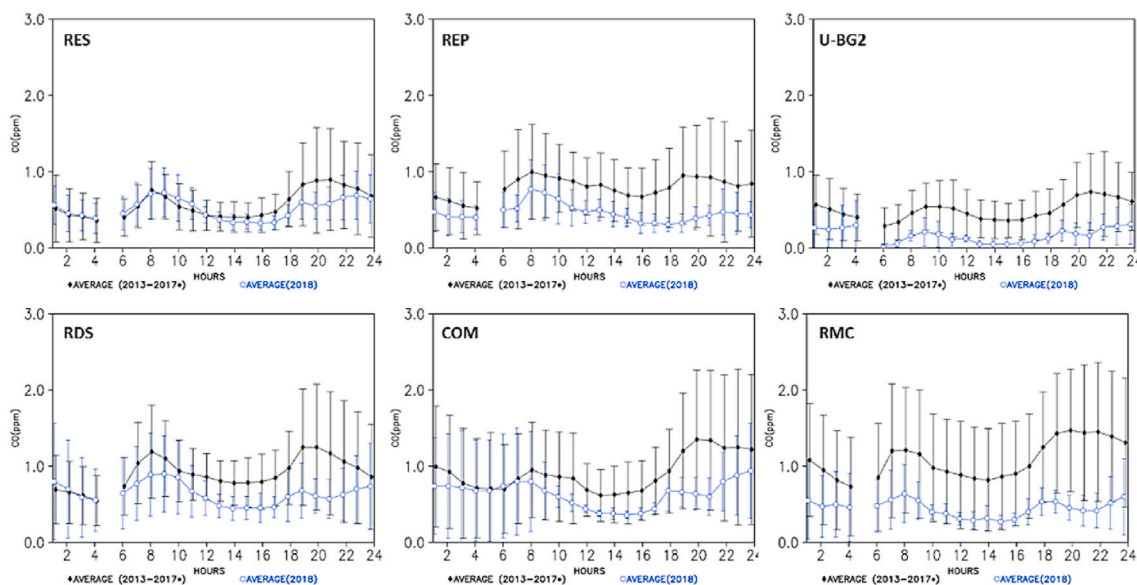 RES
3.0
2.0
1.0
0.0
CO(ppm)
2 4 6 8 10 12 14 16 18 20 22 24
HOURS
♦AVERAGE (2013−2017*) ○AVERAGE(2018)
REP
3.0
2.0
1.0
0.0
CO(ppm)
2 4 6 8 10 12 14 16 18 20 22 24
HOURS
♦AVERAGE (2013−2017*) ○AVERAGE(2018)
U-BG2
3.0
2.0
1.0
0.0
CO(ppm)
2 4 6 8 10 12 14 16 18 20 22 24
HOURS
♦AVERAGE (2013−2017*) ○AVERAGE(2018)
RDS
3.0
2.0
1.0
0.0
CO(ppm)
2 4 6 8 10 12 14 16 18 20 22 24
HOURS
♦AVERAGE (2013−2017*) ○AVERAGE(2018)
COM
3.0
2.0
1.0
0.0
CO(ppm)
2 4 6 8 10 12 14 16 18 20 22 24
HOURS
♦AVERAGE (2013−2017*) ○AVERAGE(2018)
RMC
3.0
2.0
1.0
0.0
CO(ppm)
2 4 6 8 10 12 14 16 18 20 22 24
HOURS
♦AVERAGE (2013−2017*) ○AVERAGE(2018)